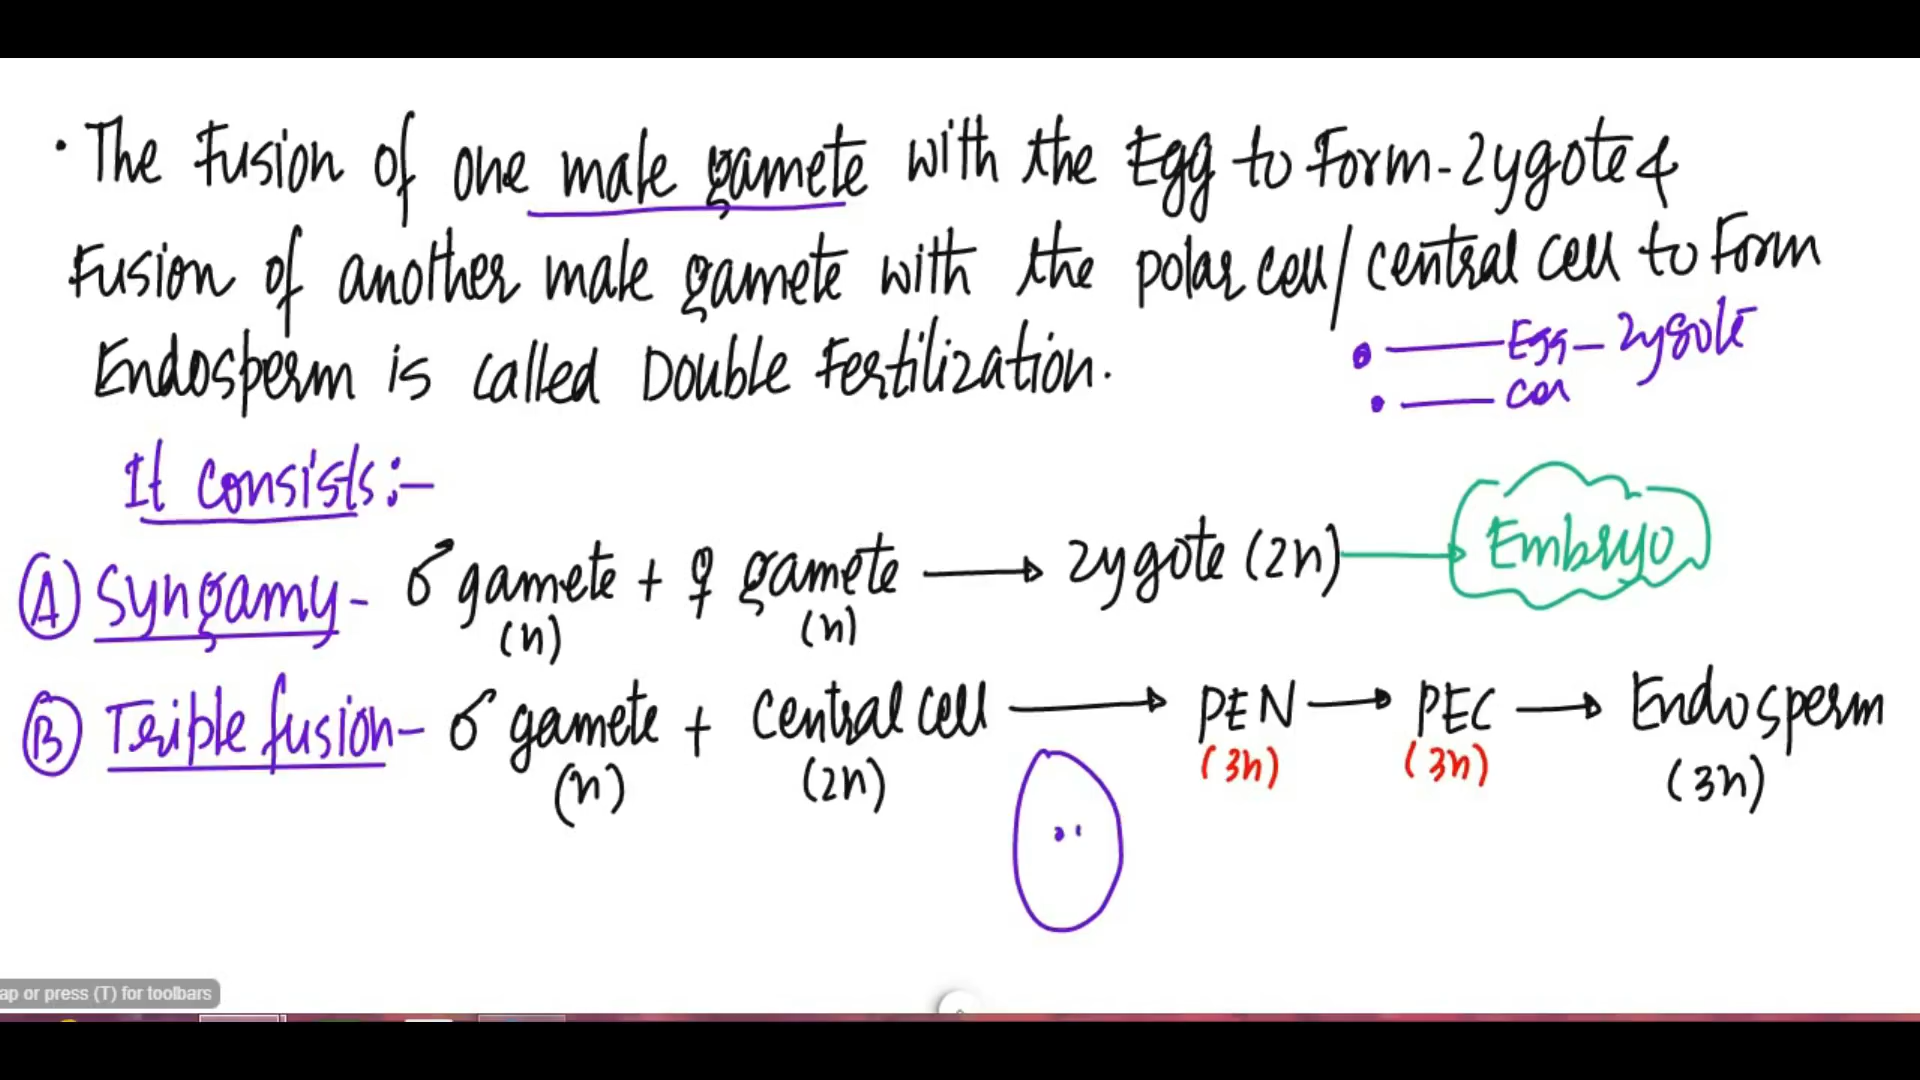 • The Fusion of one male gamete with the Egg to Form - Zygote &
Fusion of another male gamete with the polar cell / central cell to Form
Endosperm is called Double Fertilization.
• — Egg - Zygote
• — Cen
It consists :-
(A) Syngamy - ♂ gamete + ♀ gamete → Zygote (2n) → Embryo
(n) (n)
(B) Trible fusion - ♂ gamete + Central cell → PEN → PEC → Endosperm
(n) (2n) (3n) (3n) (3n)
ap or press (T) for toolbars